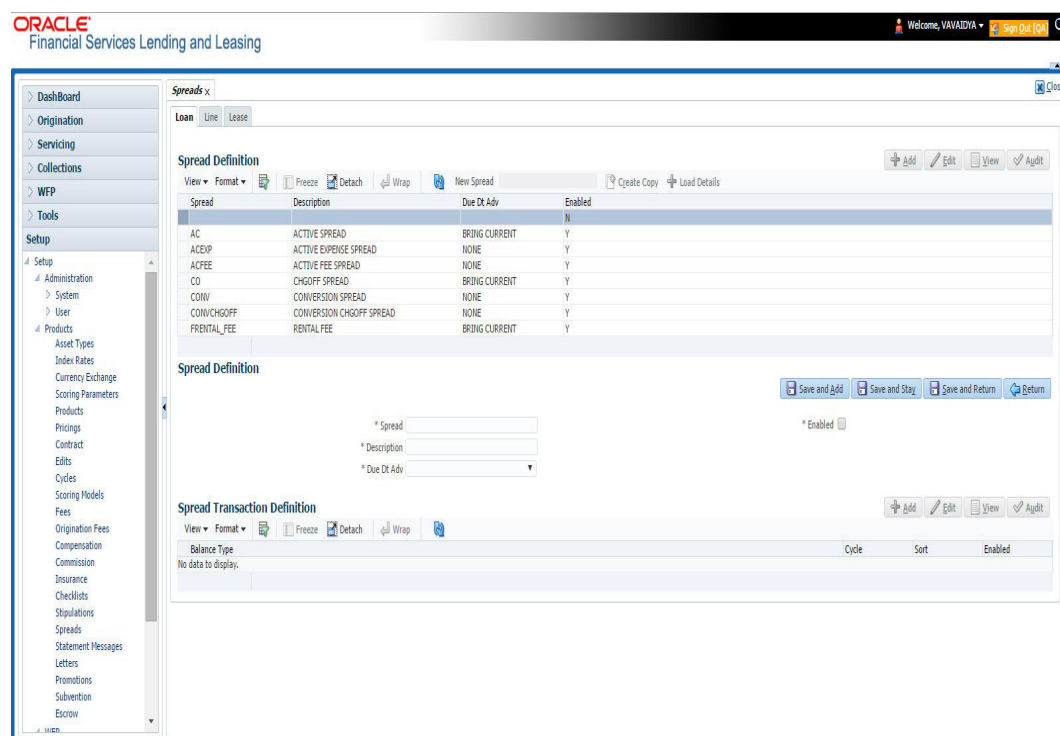 ORACLE
Financial Services Lending and Leasing
Welcome, VAVAIDYA
Sign Out [QA]
DashBoard
Origination
Servicing
Collections
WFP
Tools
Setup
Setup
Administration
System
User
Products
Asset Types
Index Rates
Currency Exchange
Scoring Parameters
Products
Pricings
Contract
Edits
Cycles
Scoring Models
Fees
Origination Fees
Compensation
Commission
Insurance
Checklists
Stipulations
Spreads
Statement Messages
Letters
Promotions
Subvention
Escrow
WFP
Spreads x
Clos
Loan Line Lease
Spread Definition
Add Edit View Audit
View Format Freeze Detach Wrap New Spread Create Copy Load Details
Spread Description Due Dt Adv Enabled
N
AC ACTIVE SPREAD BRING CURRENT Y
ACEXP ACTIVE EXPENSE SPREAD NONE Y
ACFEE ACTIVE FEE SPREAD NONE Y
CO CHGOFF SPREAD BRING CURRENT Y
CONV CONVERSION SPREAD NONE Y
CONVCHGOFF CONVERSION CHGOFF SPREAD NONE Y
FRENTAL_FEE RENTAL FEE BRING CURRENT Y
Spread Definition
Save and Add Save and Stay Save and Return Return
* Spread
* Enabled
* Description
* Due Dt Adv
Spread Transaction Definition
Add Edit View Audit
View Format Freeze Detach Wrap
Balance Type Cycle Sort Enabled
No data to display.